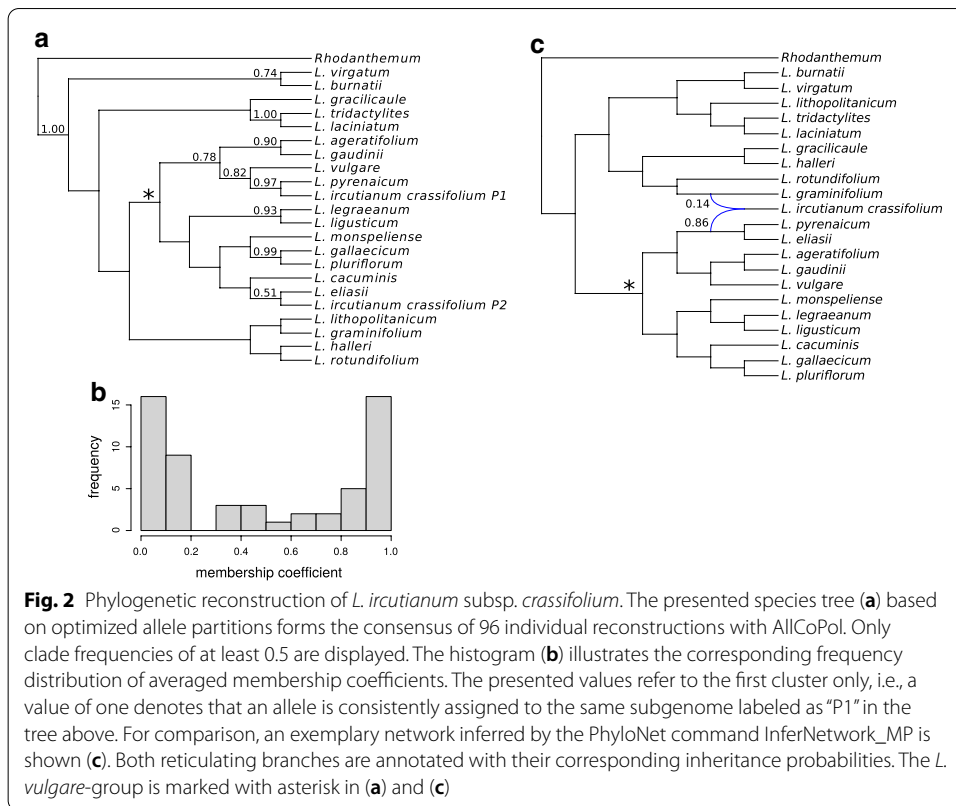 a
Rhodanthemum
0.74
L. virgatum
L. burnatii
1.00
L. gracilicaule
1.00
L. tridactylites
L. laciniatum
0.90
L. ageratifolium
0.78
L. gaudinii
*
0.82
L. vulgare
0.97
L. pyrenaicum
L. ircutianum crassifolium P1
0.93
L. legraeanum
L. ligusticum
L. monspeliense
0.99
L. gallaecicum
L. pluriflorum
L. cacuminis
0.51
L. eliasii
L. ircutianum crassifolium P2
L. lithopolitanicum
L. graminifolium
L. halleri
L. rotundifolium
b
frequency
15
10
5
0
0.0 0.2 0.4 0.6 0.8 1.0
membership coefficient
c
Rhodanthemum
L. burnatii
L. virgatum
L. lithopolitanicum
L. tridactylites
L. laciniatum
L. gracilicaule
L. halleri
L. rotundifolium
L. graminifolium
0.14
L. ircutianum crassifolium
0.86
L. pyrenaicum
L. eliasii
L. ageratifolium
L. gaudinii
*
L. vulgare
L. monspeliense
L. legraeanum
L. ligusticum
L. cacuminis
L. gallaecicum
L. pluriflorum
Fig. 2 Phylogenetic reconstruction of L. ircutianum subsp. crassifolium. The presented species tree (a) based
on optimized allele partitions forms the consensus of 96 individual reconstructions with AllCoPol. Only
clade frequencies of at least 0.5 are displayed. The histogram (b) illustrates the corresponding frequency
distribution of averaged membership coefficients. The presented values refer to the first cluster only, i.e., a
value of one denotes that an allele is consistently assigned to the same subgenome labeled as “P1” in the
tree above. For comparison, an exemplary network inferred by the PhyloNet command InferNetwork_MP is
shown (c). Both reticulating branches are annotated with their corresponding inheritance probabilities. The L.
vulgare-group is marked with asterisk in (a) and (c)